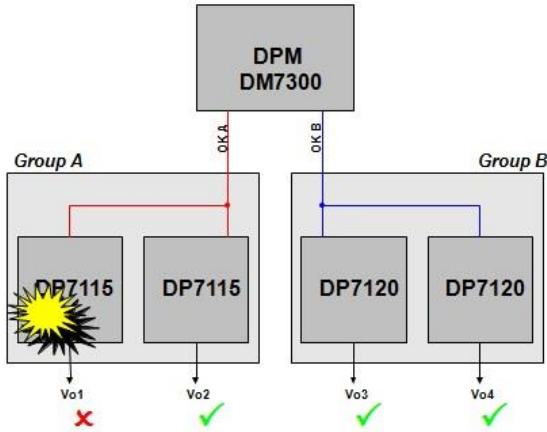 DPM
DM7300
OK A
OK B
Group A
Group B
DP7115
DP7115
DP7120
DP7120
Vo1
Vo2
Vo3
Vo4